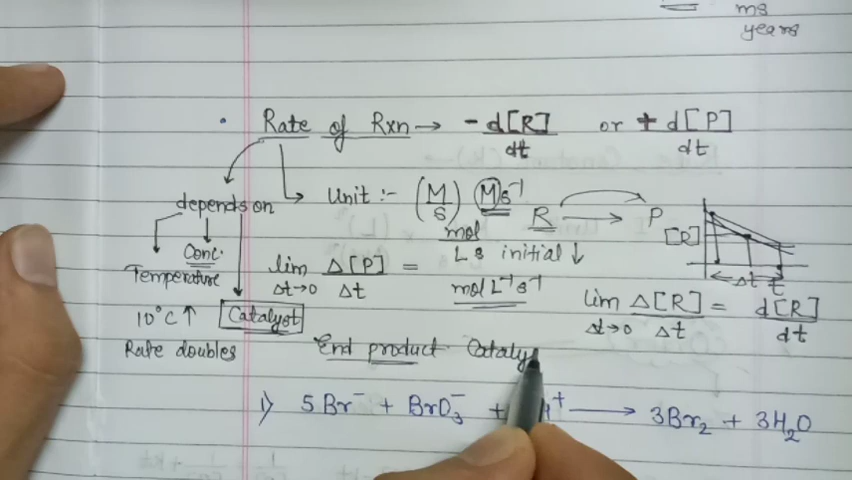 ms
years
Rate of Rxn → - d[R]/dt or + d[P]/dt
depends on
Unit :- (M/s) Ms⁻¹
R → P
[R]
Δt t
Conc.
Temperature
mol
L s initial ↓
lim Δt→0 Δ[P]/Δt =
mol L⁻¹ s⁻¹
10°C ↑
Catalyst
Rate doubles
lim Δt→0 Δ[R]/Δt = d[R]/dt
End product
1) 5Br⁻ + BrO₃⁻ + ⁺ → 3Br₂ + 3H₂O